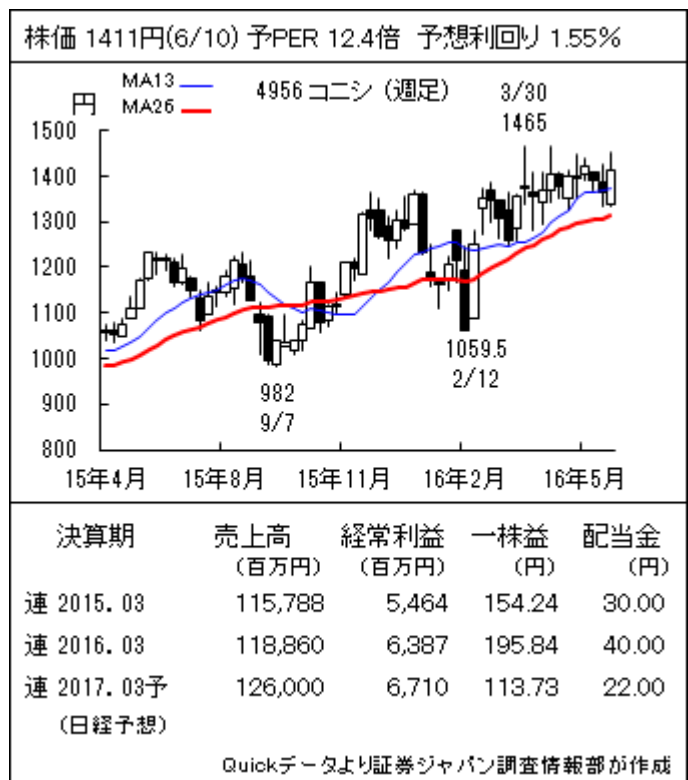 株価 1411円(6/10) 予PER 12.4倍 予想利回り 1.55%
MA13
MA26
円
4956 コニシ (週足)
3/30
1465
1500
1400
1300
1200
1100
1000
900
800
1059.5
2/12
982
9/7
15年4月 15年8月 15年11月 16年2月 16年5月
決算期 売上高 経常利益 一株益 配当金
(百万円) (百万円) (円) (円)
連 2015.03 115,788 5,464 154.24 30.00
連 2016.03 118,860 6,387 195.84 40.00
連 2017.03予 126,000 6,710 113.73 22.00
(日経予想)
Quickデータより証券ジャパン調査情報部が作成